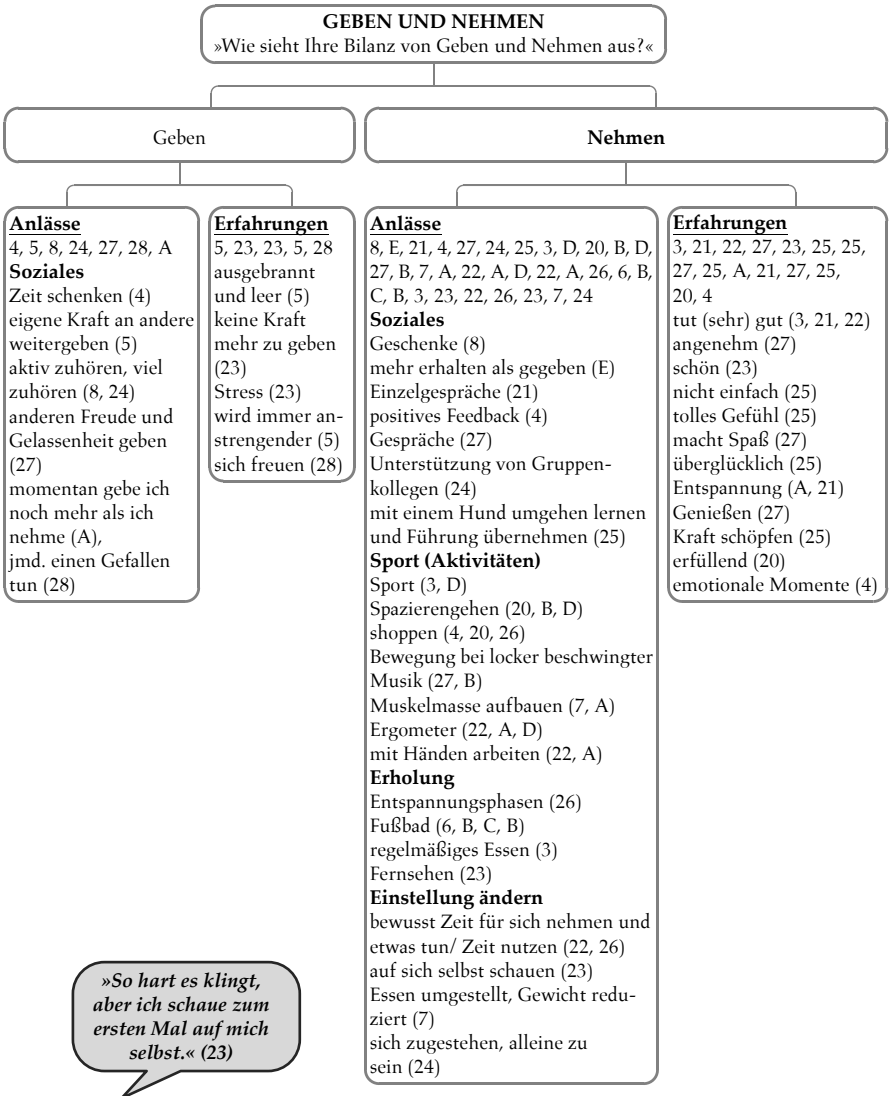 GEBEN UND NEHMEN
»Wie sieht Ihre Bilanz von Geben und Nehmen aus?«
Geben
Nehmen
Anlässe
4, 5, 8, 24, 27, 28, A
Soziales
Zeit schenken (4)
eigene Kraft an andere
weitergeben (5)
aktiv zuhören, viel
zuhören (8, 24)
anderen Freude und
Gelassenheit geben
(27)
momentan gebe ich
noch mehr als ich
nehme (A),
jmd. einen Gefallen
tun (28)
Erfahrungen
5, 23, 23, 5, 28
ausgebrannt
und leer (5)
keine Kraft
mehr zu geben
(23)
Stress (23)
wird immer an-
strengender (5)
sich freuen (28)
Anlässe
8, E, 21, 4, 27, 24, 25, 3, D, 20, B, D,
27, B, 7, A, 22, A, D, 22, A, 26, 6, B,
C, B, 3, 23, 22, 26, 23, 7, 24
Soziales
Geschenke (8)
mehr erhalten als gegeben (E)
Einzelgespräche (21)
positives Feedback (4)
Gespräche (27)
Unterstützung von Gruppen-
kollegen (24)
mit einem Hund umgehen lernen
und Führung übernehmen (25)
Sport (Aktivitäten)
Sport (3, D)
Spazierengehen (20, B, D)
shoppen (4, 20, 26)
Bewegung bei locker beschwingter
Musik (27, B)
Muskelmasse aufbauen (7, A)
Ergometer (22, A, D)
mit Händen arbeiten (22, A)
Erholung
Entspannungsphasen (26)
Fußbad (6, B, C, B)
regelmäßiges Essen (3)
Fernsehen (23)
Einstellung ändern
bewusst Zeit für sich nehmen und
etwas tun/ Zeit nutzen (22, 26)
auf sich selbst schauen (23)
Essen umgestellt, Gewicht redu-
ziert (7)
sich zugestehen, alleine zu
sein (24)
Erfahrungen
3, 21, 22, 27, 23, 25, 25,
27, 25, A, 21, 27, 25,
20, 4
tut (sehr) gut (3, 21, 22)
angenehm (27)
schön (23)
nicht einfach (25)
tolles Gefühl (25)
macht Spaß (27)
überglücklich (25)
Entspannung (A, 21)
Genießen (27)
Kraft schöpfen (25)
erfüllend (20)
emotionale Momente (4)
»So hart es klingt,
aber ich schaue zum
ersten Mal auf mich
selbst.« (23)